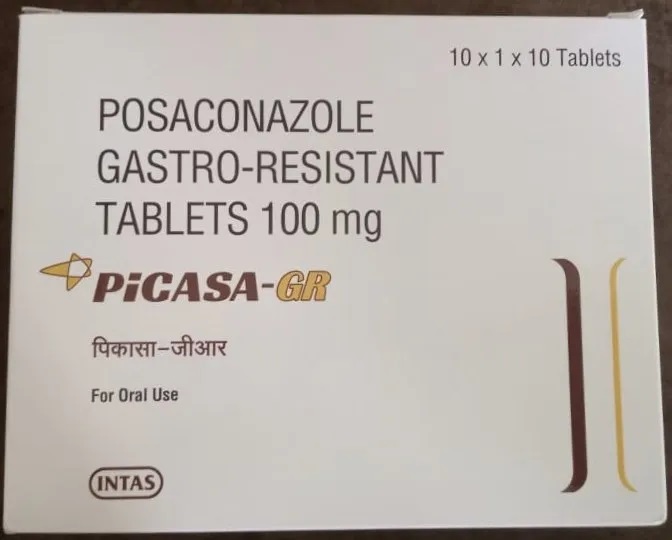 10 x 1 x 10 Tablets
POSACONAZOLE
GASTRO-RESISTANT
TABLETS 100 mg
PiCASA-GR
पिकासा-जीआर
For Oral Use
INTAS